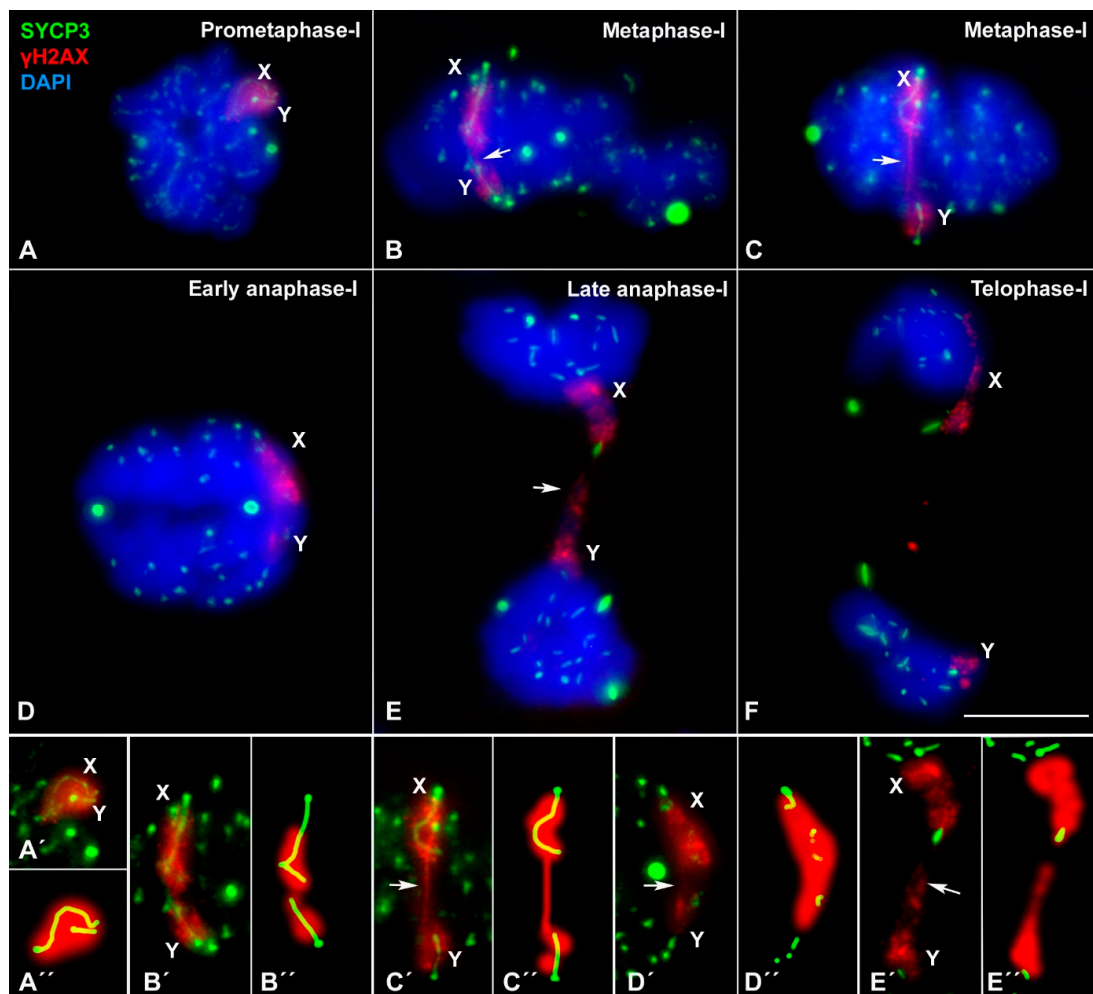 SYCP3
γH2AX
DAPI
Prometaphase-I
X
Y
A
Metaphase-I
X
Y
B
Metaphase-I
X
Y
C
Early anaphase-I
X
Y
D
Late anaphase-I
X
Y
E
Telophase-I
X
Y
F
X
Y
A´
A´´
X
Y
B´
B´´
X
Y
C´
C´´
X
Y
D´
D´´
X
Y
E´
E´´